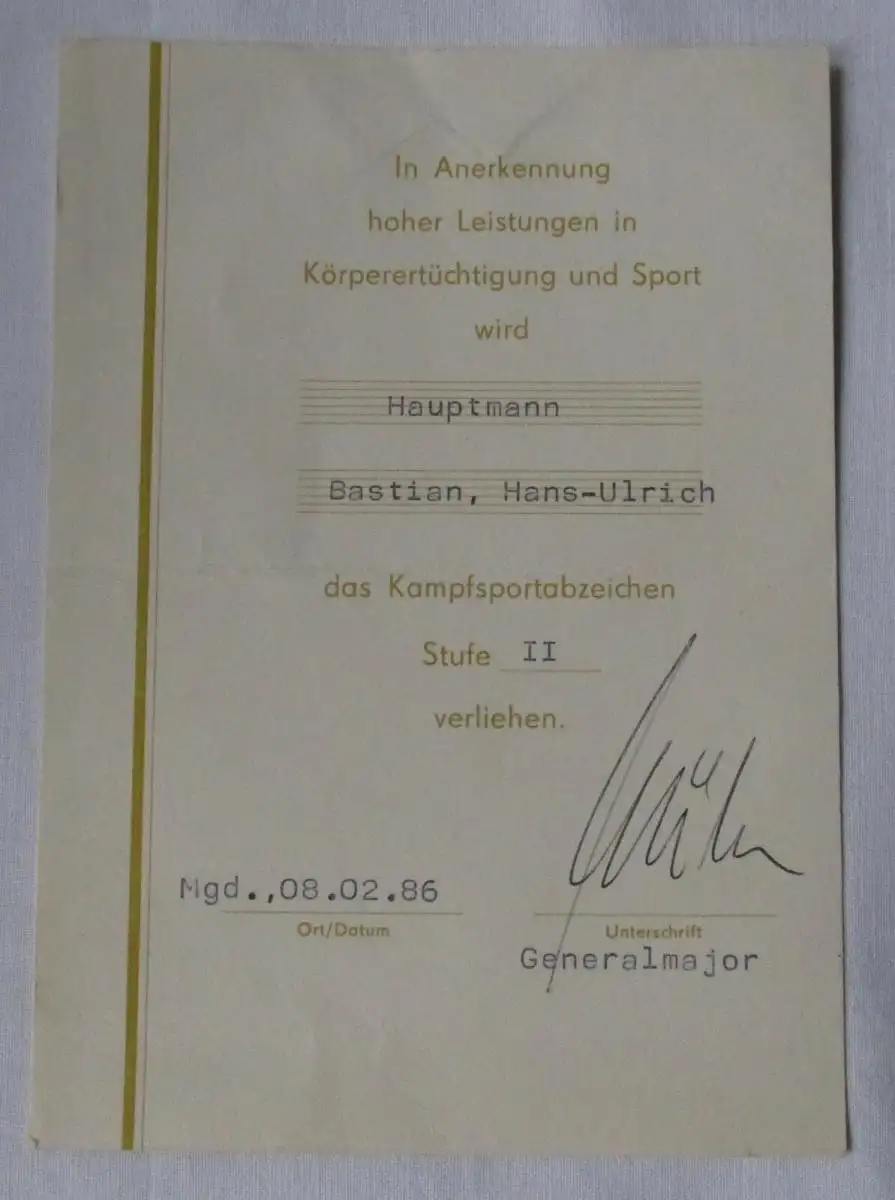 In Anerkennung
hoher Leistungen in
Körperertüchtigung und Sport
wird
Hauptmann
Bastian, Hans-Ulrich
das Kampfsportabzeichen
Stufe II
verliehen.
Mgd.,08.02.86
Ort/Datum
Unterschrift
Generalmajor